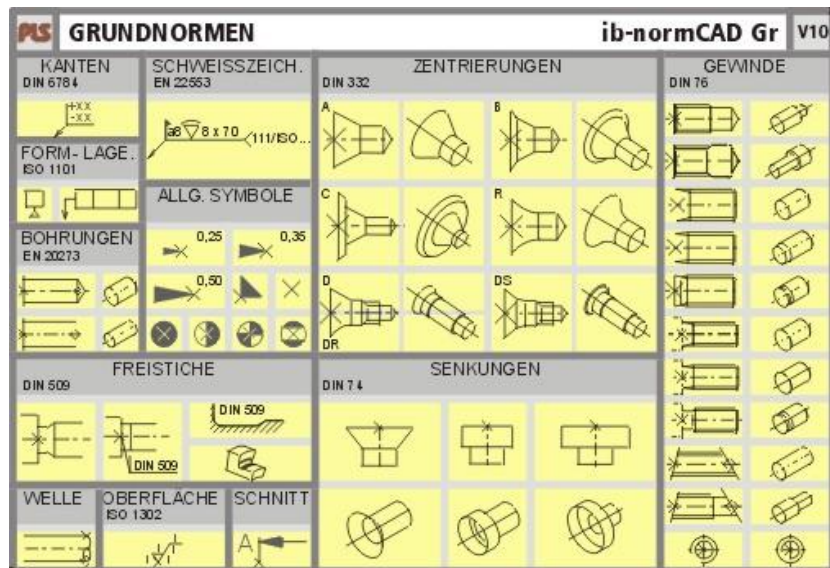 PLS GRUNDNORMEN ib-normCAD Gr V10
KANTEN
DIN 6784
+XX
-XX
FORM- LAGE.
ISO 1101
BOHRUNGEN
EN 20273
SCHWEISSZEICH.
EN 22553
a8 8 x 70 111/ISO...
ALLG. SYMBOLE
0,25 0,35
0,50
ZENTRIERUNGEN
DIN 332
A B
C R
D DS
DR
GEWINDE
DIN 76
FREISTICHE
DIN 509
DIN 509
DIN 509
SENKUNGEN
DIN 74
WELLE
OBERFLÄCHE
ISO 1302
SCHNITT
A